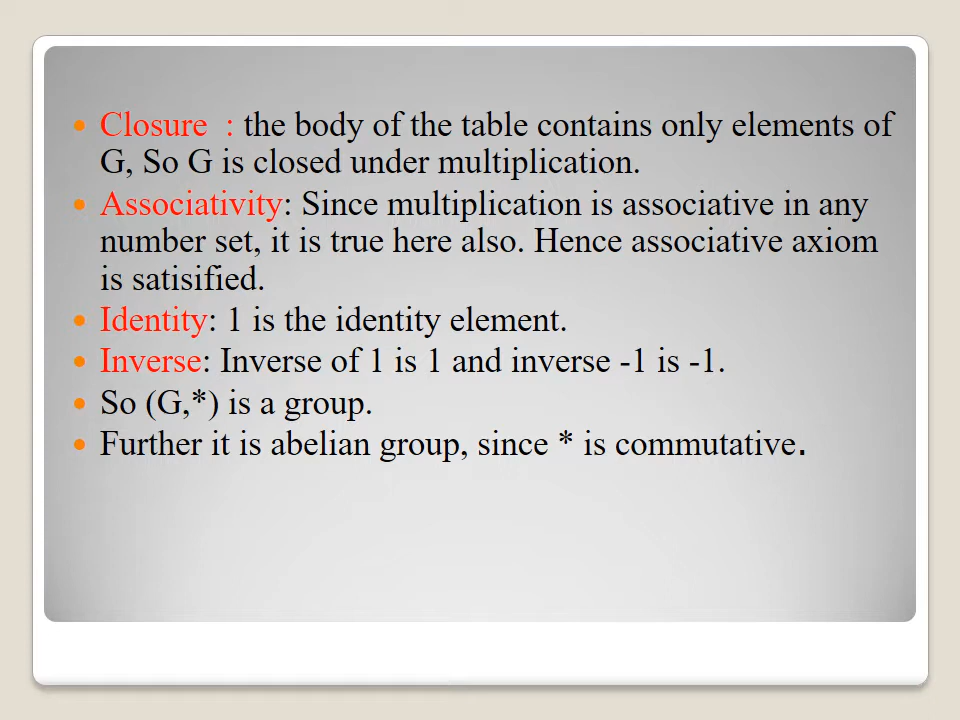 Closure : the body of the table contains only elements of
G, So G is closed under multiplication.
Associativity: Since multiplication is associative in any
number set, it is true here also. Hence associative axiom
is satisified.
Identity: 1 is the identity element.
Inverse: Inverse of 1 is 1 and inverse -1 is -1.
So (G,*) is a group.
Further it is abelian group, since * is commutative.